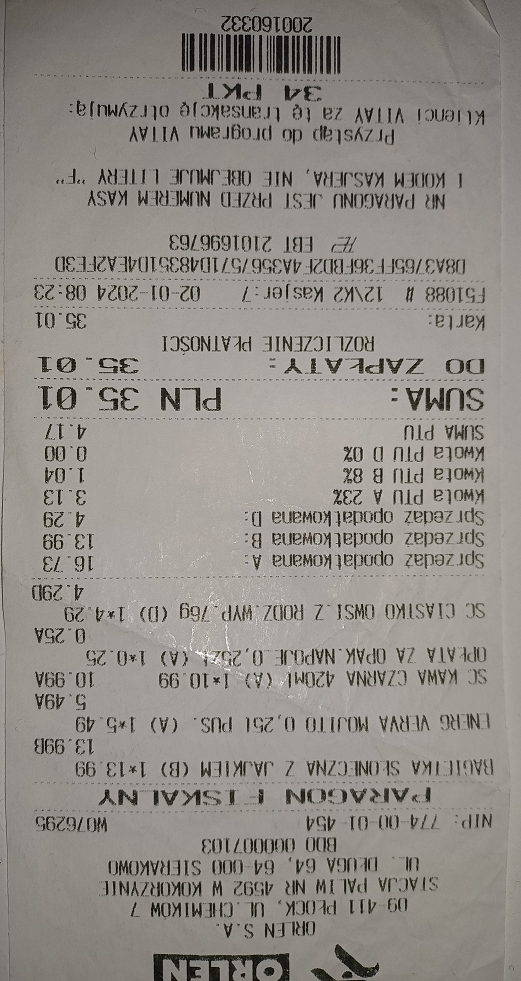 ORLEN
ORLEN S.A.
09-411 PŁOCK, UL.CHEMIKÓW 7
STACJA PALIW NR 4592 W KOKORZYNIE
UL. DŁUGA 64, 64-000 SIERAKOWO
BDO 000007103
NIP: 774-00-01-454 W076295
PARAGON FISKALNY
BAGIETKA SŁONECZNA Z JAJKIEM (B) 1*13.99
13.99B
ENERG VERVA MOJITO 0,25l PUS. (A) 1*5.49
5.49A
SC KAWA CZARNA 420ml (A) 1*10.99 10.99A
OPŁATA ZA OPAK.NAPOJE 0,25zł (A) 1*0.25
0.25A
SC CIASTKO OWSI.Z RODZ.WYP.76g (D) 1*4.29
4.29D
Sprzedaż opodatkowana A: 16.73
Sprzedaż opodatkowana B: 13.99
Sprzedaż opodatkowana D: 4.29
Kwota PTU A 23% 3.13
Kwota PTU B 8% 1.04
Kwota PTU D 0% 0.00
SUMA PTU 4.17
SUMA: PLN 35.01
DO ZAPŁATY: 35.01
ROZLICZENIE PŁATNOŚCI
Karta: 35.01
F51088 # 12\K2 Kasjer:7 02-01-2024 08:23
D8A3765FF36FB2BF4A3567571D48351D4EA2FE3D
EBT 2101696763
NR PARAGONU JEST PRZED NUMEREM KASY
I KODEM KASJERA, NIE OBEJMUJE LITERY "F"
Przystąp do programu VITAY
Klienci VITAY za tę transakcję otrzymują:
34 PKT
200160332